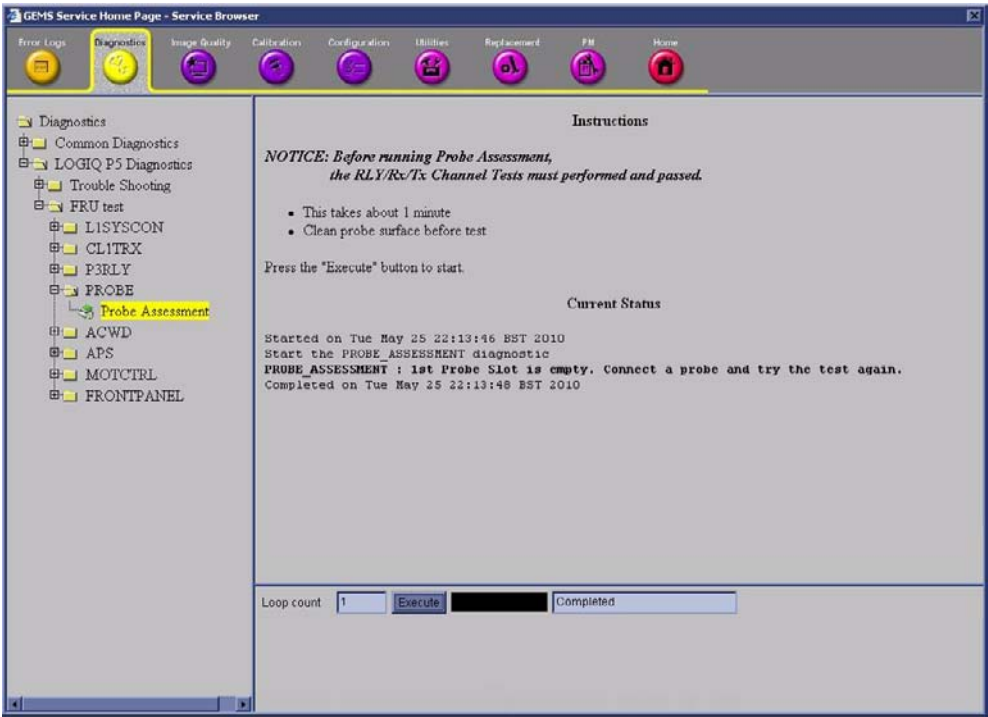 GEMS Service Home Page - Service Browser
Error Logs
Diagnostics
Image Quality
Calibration
Configuration
Utilities
Replacement
PM
Home
Diagnostics
Common Diagnostics
LOGIQ P5 Diagnostics
Trouble Shooting
FRU test
L1SYSCON
CL1TRX
P3RLY
PROBE
Probe Assessment
ACWD
APS
MOTCTRL
FRONTPANEL
Instructions
NOTICE: Before running Probe Assessment,
the RLY/Rx/Tx Channel Tests must performed and passed.
• This takes about 1 minute
• Clean probe surface before test
Press the "Execute" button to start.
Current Status
Started on Tue May 25 22:13:46 BST 2010
Start the PROBE_ASSESSMENT diagnostic
PROBE_ASSESSMENT : 1st Probe Slot is empty. Connect a probe and try the test again.
Completed on Tue May 25 22:13:48 BST 2010
Loop count 1 Execute Completed